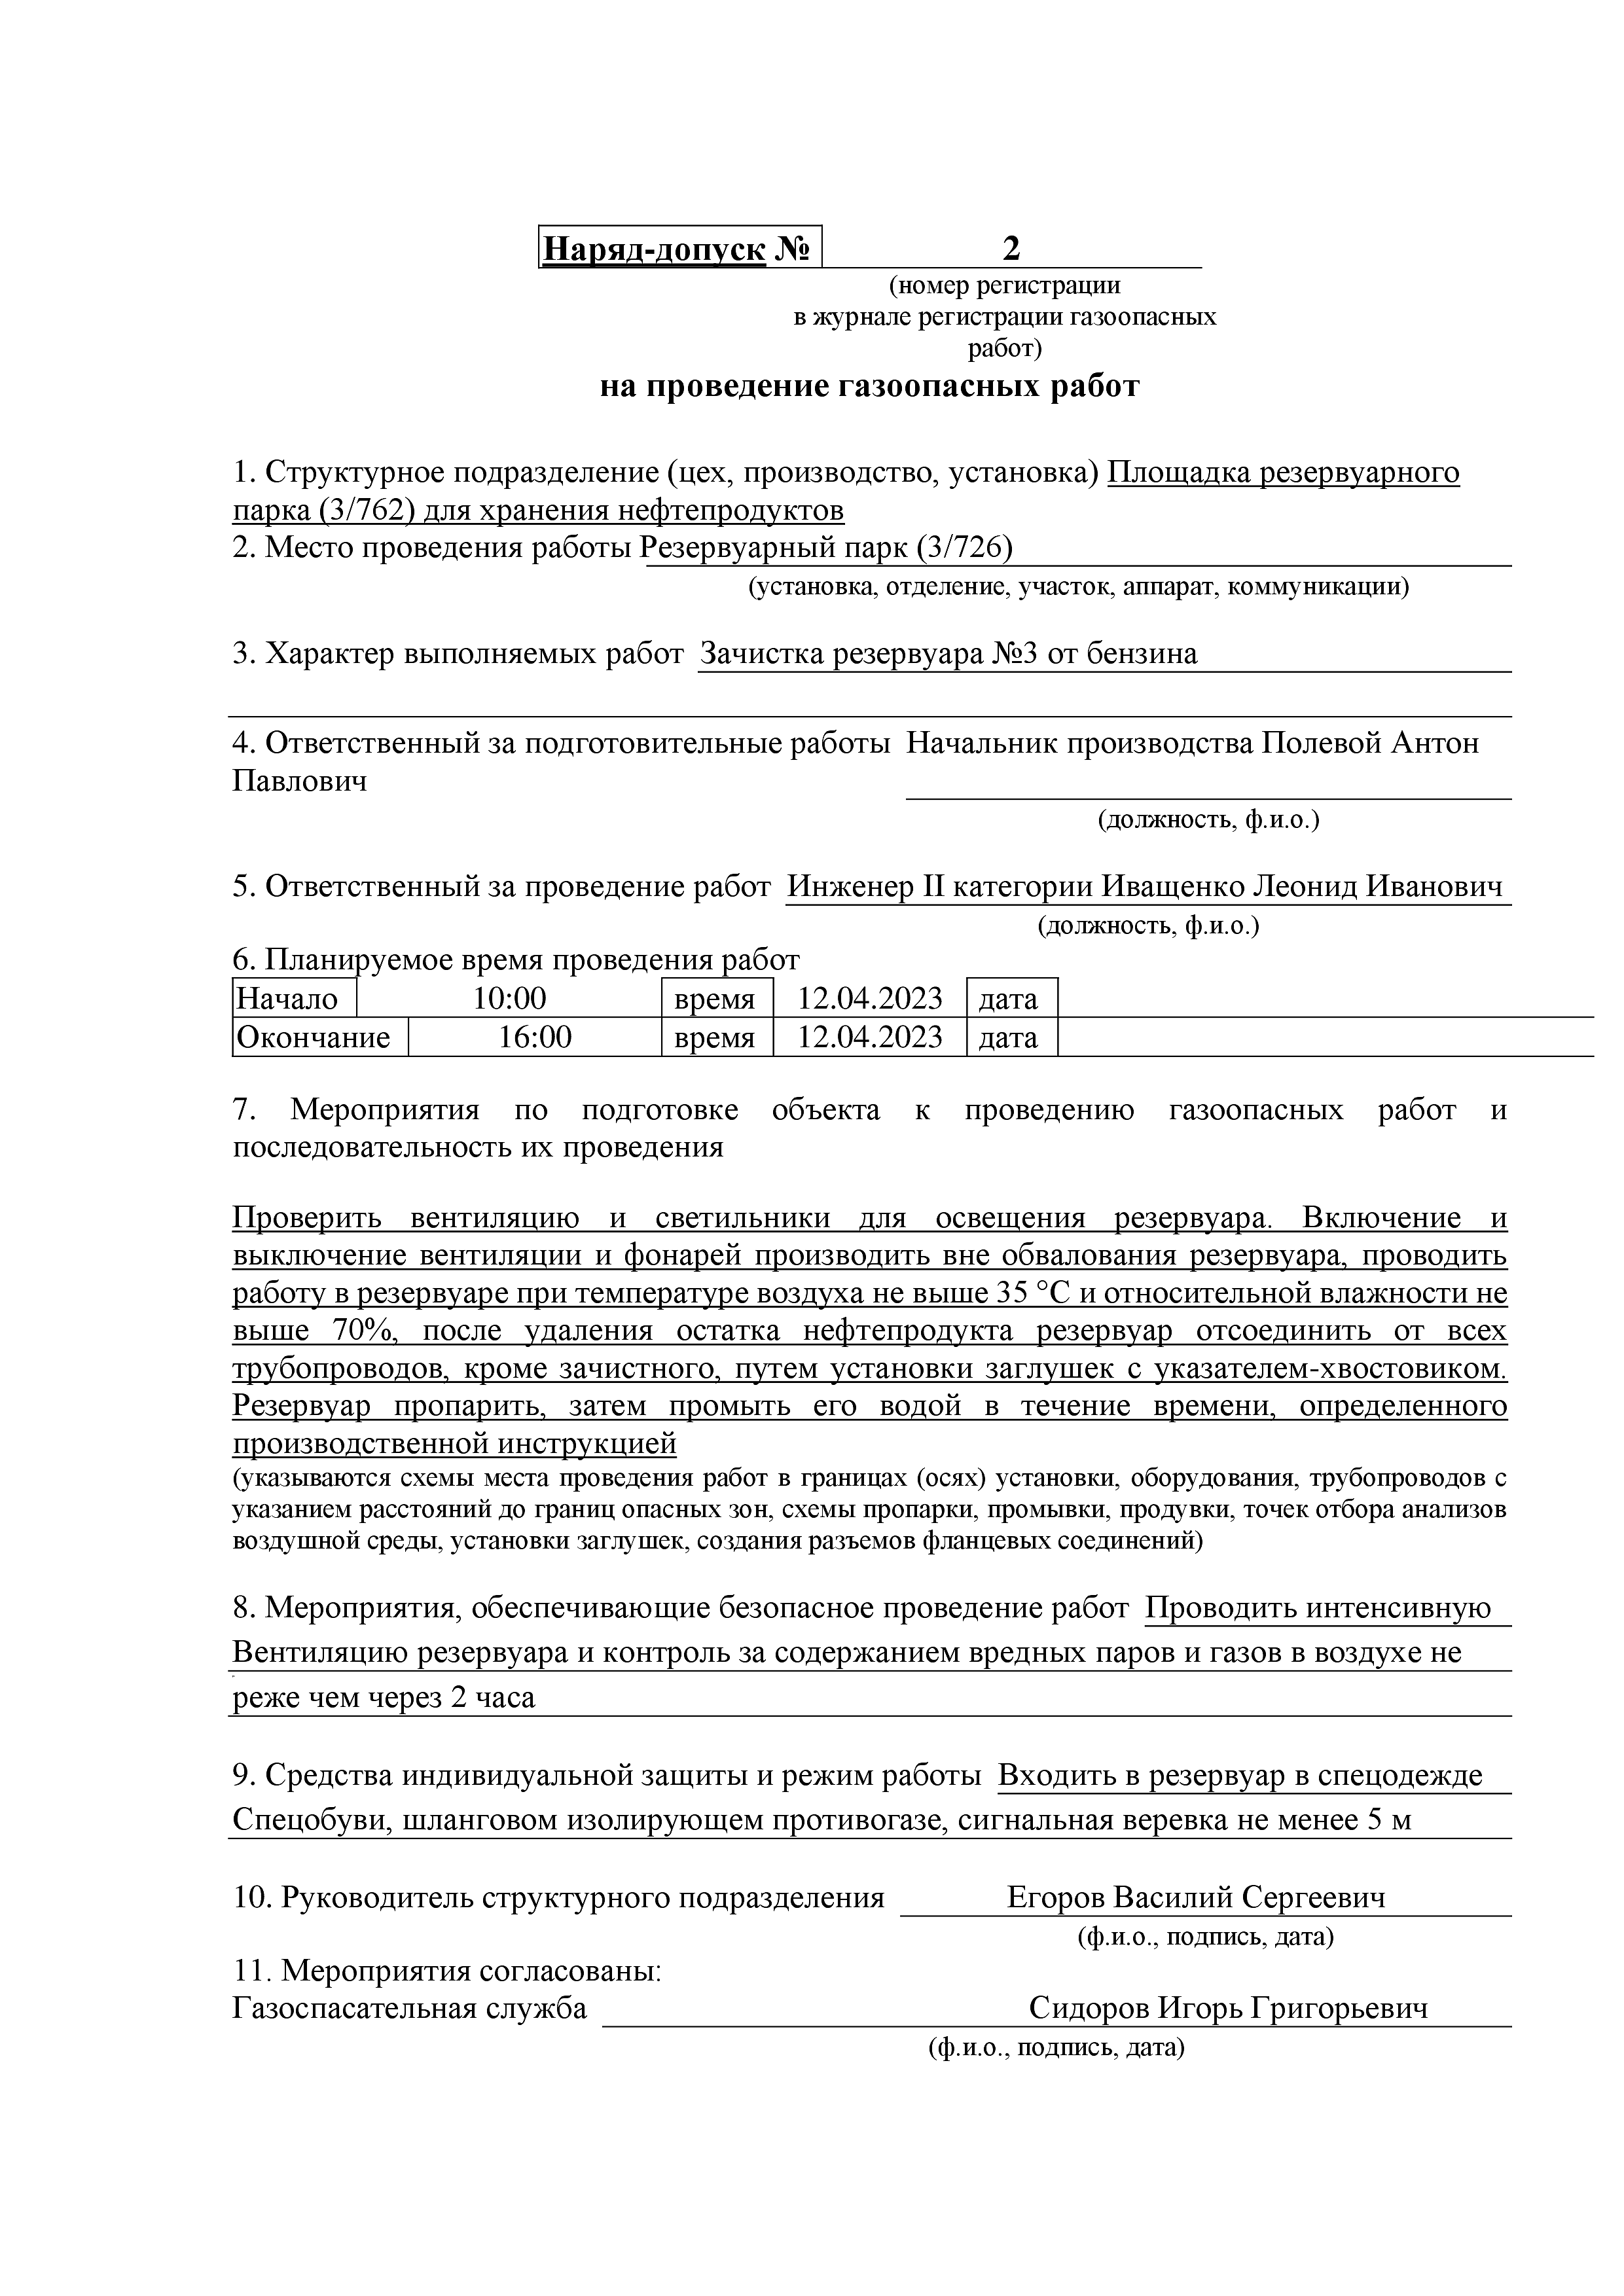 Наряд-допуск № 2
(номер регистрации
в журнале регистрации газоопасных
работ)
на проведение газоопасных работ
1. Структурное подразделение (цех, производство, установка) Площадка резервуарного
парка (3/762) для хранения нефтепродуктов
2. Место проведения работы Резервуарный парк (3/726)
(установка, отделение, участок, аппарат, коммуникации)
3. Характер выполняемых работ Зачистка резервуара №3 от бензина
4. Ответственный за подготовительные работы Начальник производства Полевой Антон
Павлович
(должность, ф.и.о.)
5. Ответственный за проведение работ Инженер II категории Иващенко Леонид Иванович
(должность, ф.и.о.)
6. Планируемое время проведения работ
Начало 10:00 время 12.04.2023 дата
Окончание 16:00 время 12.04.2023 дата
7. Мероприятия по подготовке объекта к проведению газоопасных работ и
последовательность их проведения
Проверить вентиляцию и светильники для освещения резервуара. Включение и
выключение вентиляции и фонарей производить вне обвалования резервуара, проводить
работу в резервуаре при температуре воздуха не выше 35 °С и относительной влажности не
выше 70%, после удаления остатка нефтепродукта резервуар отсоединить от всех
трубопроводов, кроме зачистного, путем установки заглушек с указателем-хвостовиком.
Резервуар пропарить, затем промыть его водой в течение времени, определенного
производственной инструкцией
(указываются схемы места проведения работ в границах (осях) установки, оборудования, трубопроводов с
указанием расстояний до границ опасных зон, схемы пропарки, промывки, продувки, точек отбора анализов
воздушной среды, установки заглушек, создания разъемов фланцевых соединений)
8. Мероприятия, обеспечивающие безопасное проведение работ Проводить интенсивную
Вентиляцию резервуара и контроль за содержанием вредных паров и газов в воздухе не
реже чем через 2 часа
9. Средства индивидуальной защиты и режим работы Входить в резервуар в спецодежде
Спецобуви, шланговом изолирующем противогазе, сигнальная веревка не менее 5 м
10. Руководитель структурного подразделения Егоров Василий Сергеевич
(ф.и.о., подпись, дата)
11. Мероприятия согласованы:
Газоспасательная служба Сидоров Игорь Григорьевич
(ф.и.о., подпись, дата)